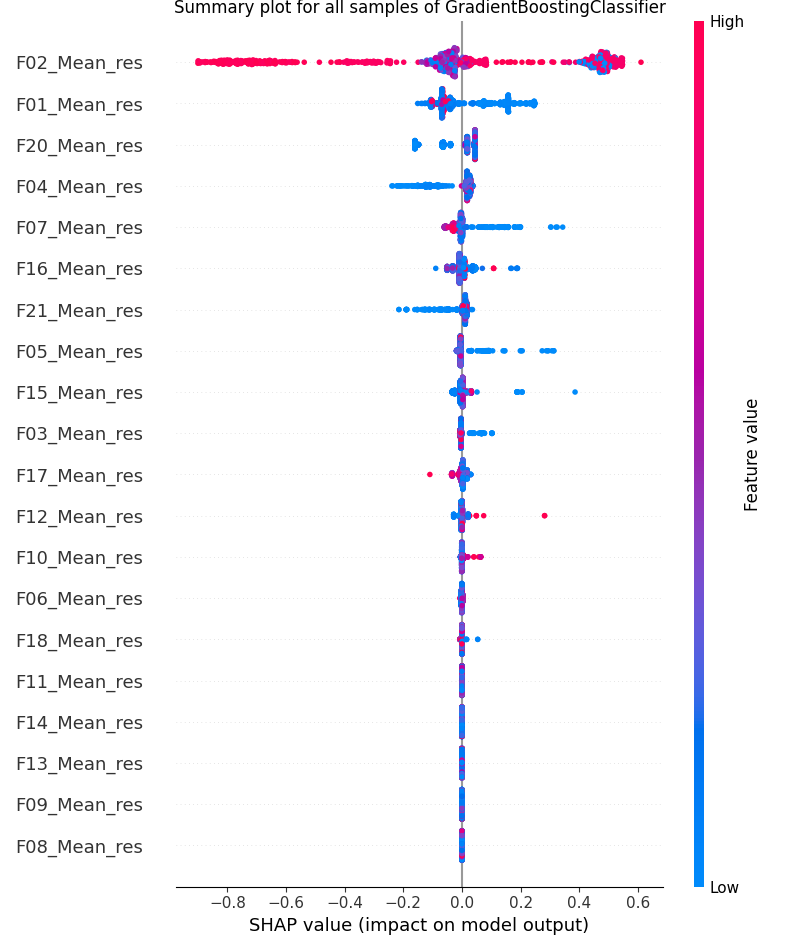 Summary plot for all samples of GradientBoostingClassifier
High
F02_Mean_res
F01_Mean_res
F20_Mean_res
F04_Mean_res
F07_Mean_res
F16_Mean_res
F21_Mean_res
F05_Mean_res
F15_Mean_res
F03_Mean_res
F17_Mean_res
F12_Mean_res
F10_Mean_res
F06_Mean_res
F18_Mean_res
F11_Mean_res
F14_Mean_res
F13_Mean_res
F09_Mean_res
F08_Mean_res
Feature value
Low
−0.8 −0.6 −0.4 −0.2 0.0 0.2 0.4 0.6
SHAP value (impact on model output)